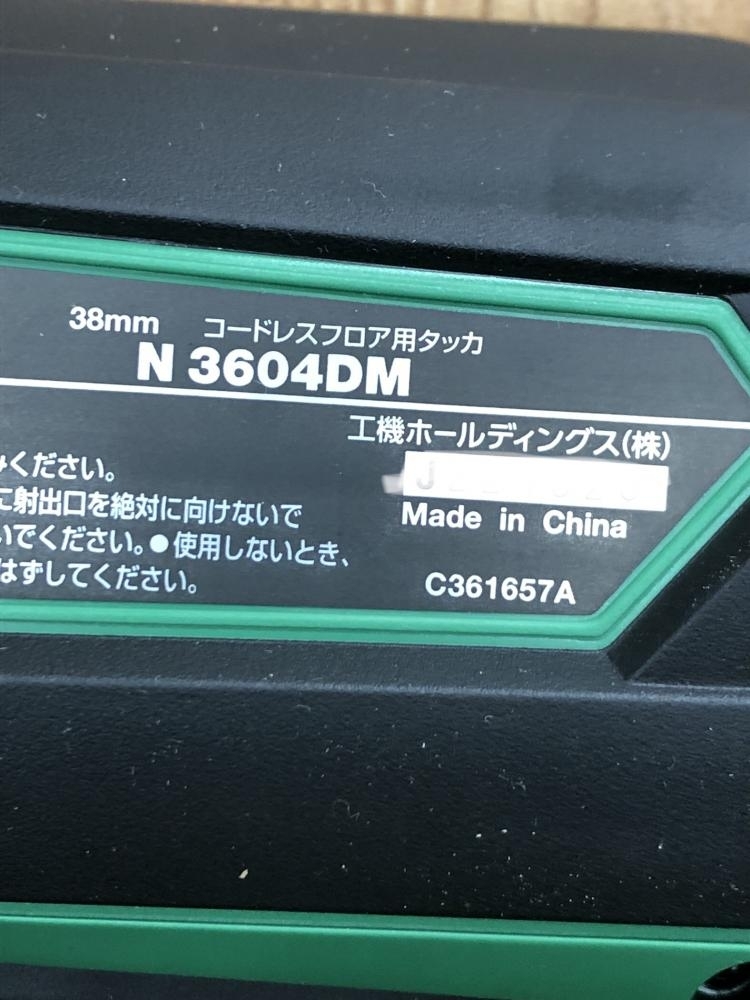 38mm コードレスフロア用タッカ
N 3604DM
工機ホールディングス(株)
ください。
に射出口を絶対に向けないで
いでください。●使用しないとき、
はずしてください。
Made in China
C361657A